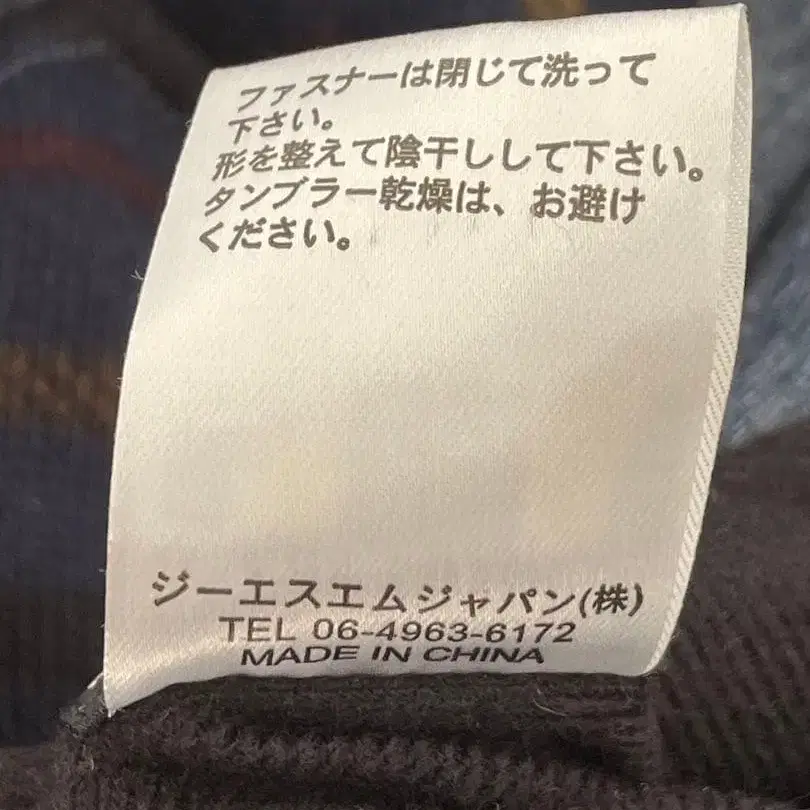 ファスナーは閉じて洗って
下さい。
形を整えて陰干しして下さい。
タンブラー乾燥は、お避け
ください。
ジーエスエムジャパン(株)
TEL 06-4963-6172
MADE IN CHINA